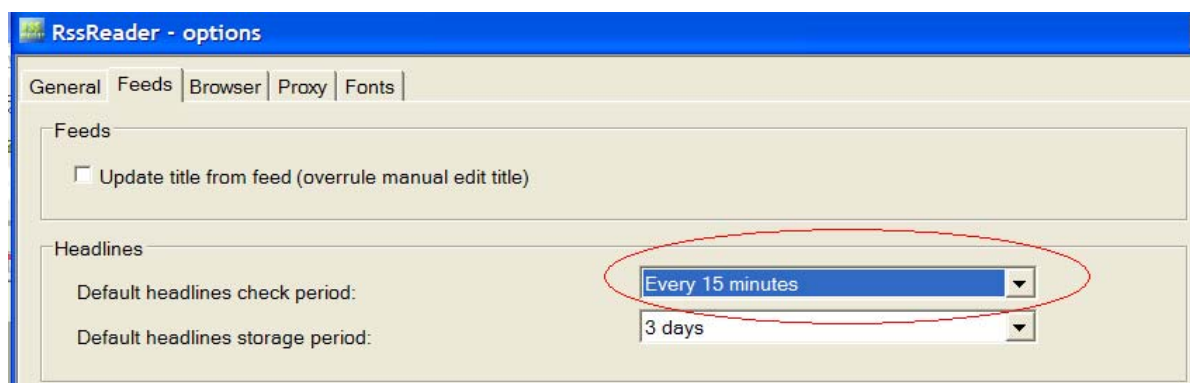 RssReader - options
General Feeds Browser Proxy Fonts
Feeds
Update title from feed (overrule manual edit title)
Headlines
Default headlines check period: Every 15 minutes
Default headlines storage period: 3 days